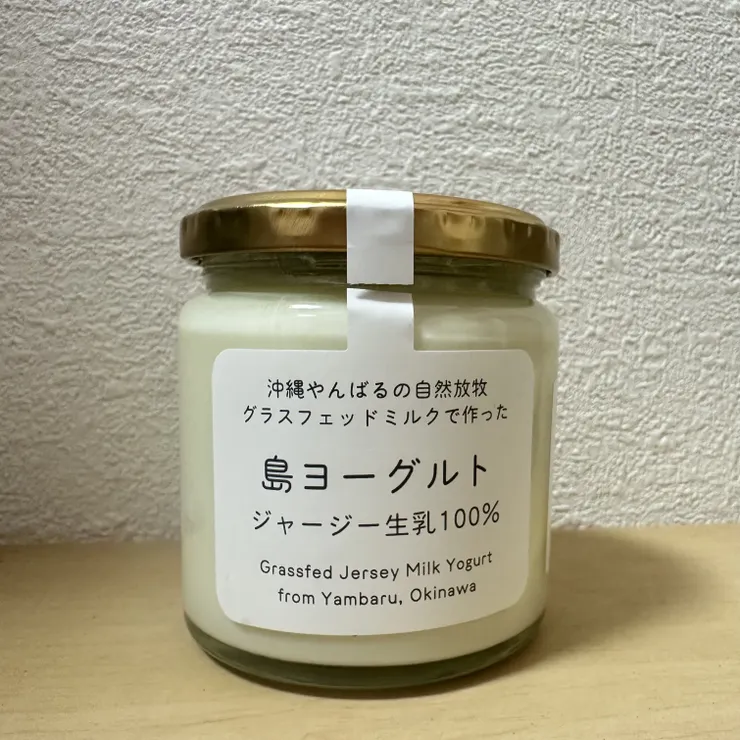 沖縄やんばるの自然放牧
グラスフェッドミルクで作った
島ヨーグルト
ジャージー生乳100%
Grassfed Jersey Milk Yogurt
from Yambaru, Okinawa